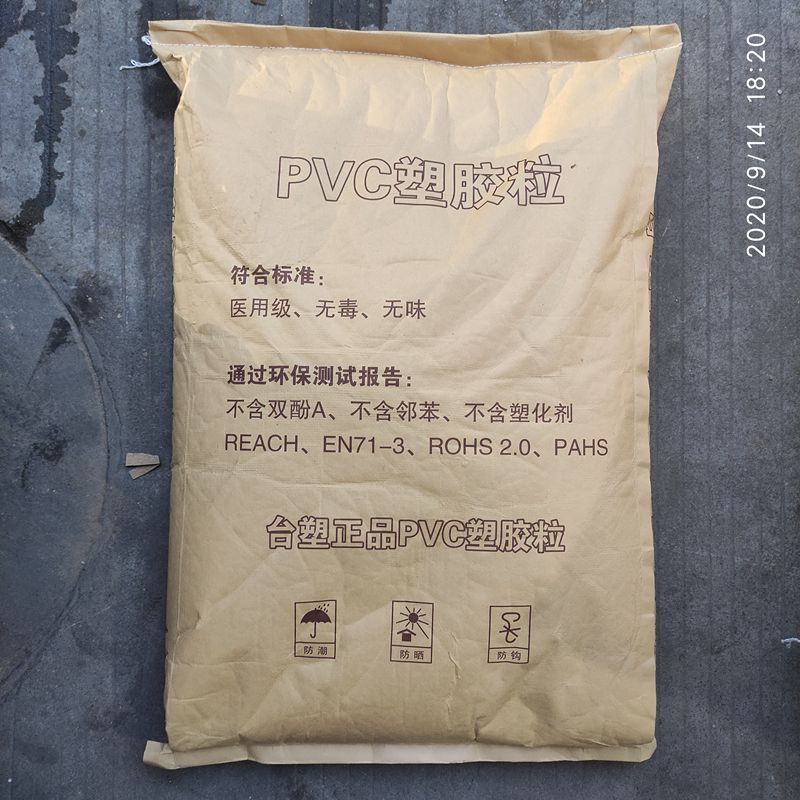 PVC塑胶粒
符合标准：
医用级、无毒、无味
通过环保测试报告：
不含双酚A、不含邻苯、不含塑化剂
REACH、EN71-3、ROHS 2.0、PAHS
台塑正品PVC塑胶粒
防潮
防晒
防钩
2020/9/14 18:20